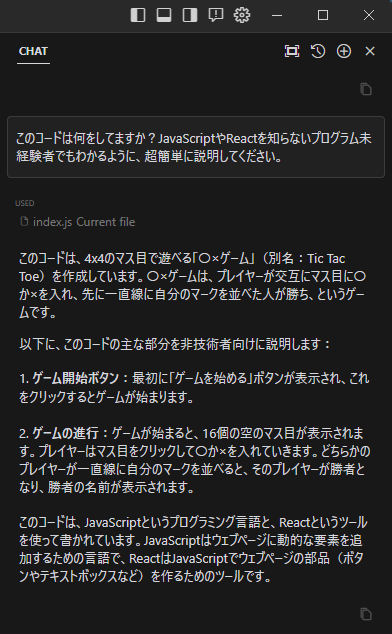 CHAT
このコードは何をしてますか？JavaScriptやReactを知らないプログラム未
経験者でもわかるように、超簡単に説明してください。
USED
index.js Current file
このコードは、4x4のマス目で遊べる「〇×ゲーム」（別名：Tic Tac
Toe）を作成しています。〇×ゲームは、プレイヤーが交互にマス目に〇
か×を入れ、先に一直線に自分のマークを並べた人が勝ち、というゲー
ムです。
以下に、このコードの主な部分を非技術者向けに説明します：
1. ゲーム開始ボタン：最初に「ゲームを始める」ボタンが表示され、これ
をクリックするとゲームが始まります。
2. ゲームの進行：ゲームが始まると、16個の空のマス目が表示されま
す。プレイヤーはマス目をクリックして〇か×を入れていきます。どちらかの
プレイヤーが一直線に自分のマークを並べると、そのプレイヤーが勝者と
なり、勝者の名前が表示されます。
このコードは、JavaScriptというプログラミング言語と、Reactというツール
を使って書かれています。JavaScriptはウェブページに動的な要素を追
加するための言語で、ReactはJavaScriptでウェブページの部品（ボタ
ンやテキストボックスなど）を作るためのツールです。